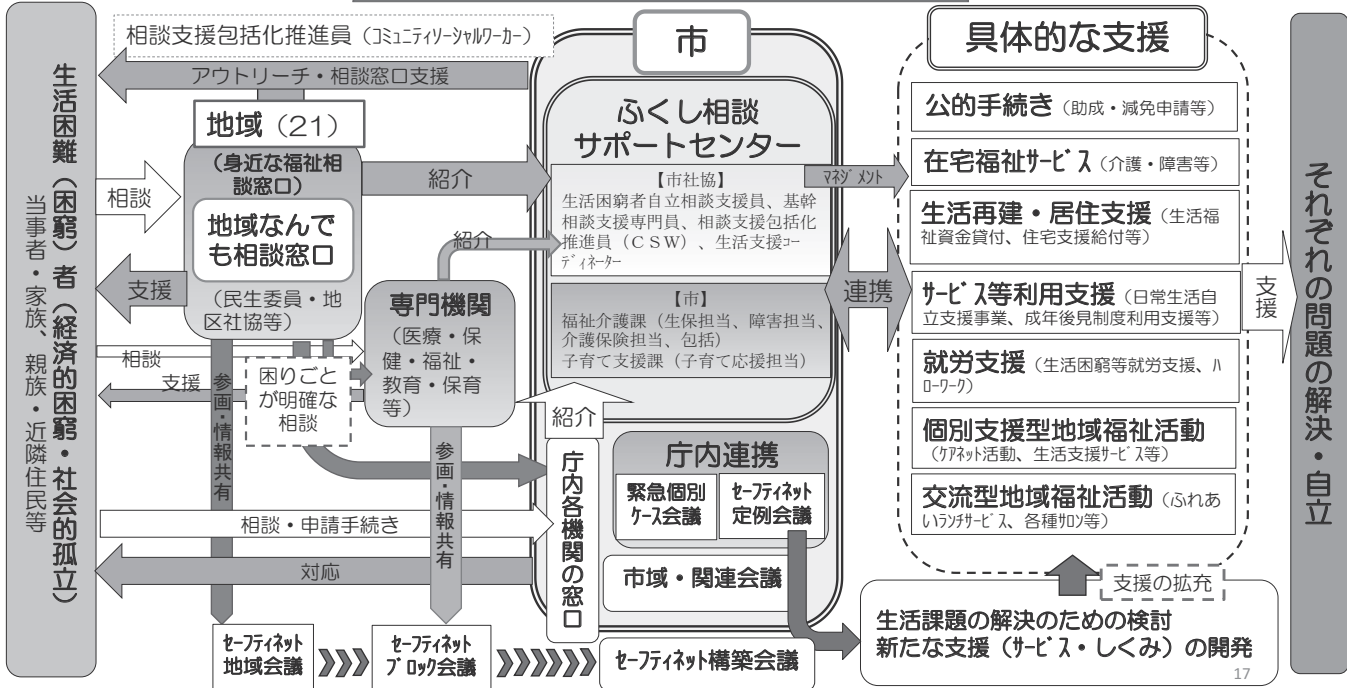 生活困難（困窮）者（経済的困窮・社会的孤立）
当事者・家族、親族・近隣住民等
相談支援包括化推進員（ｺﾐｭﾆﾃｨｿｰｼｬﾙﾜｰｶｰ）
アウトリーチ・相談窓口支援
地域（21）
（身近な福祉相
談窓口）
地域なんで
も相談窓口
（民生委員・地
区社協等）
相談
支援
紹介
紹介
専門機関
（医療・保
健・福祉・
教育・保育
等）
相談
支援
困りごと
が明確な
相談
参画・情報共有
参画・情報共有
相談・申請手続き
対応
セーフティネット
地域会議
セーフティネット
ブロック会議
セーフティネット構築会議
市
ふくし相談
サポートセンター
【市社協】
生活困窮者自立相談支援員、基幹
相談支援専門員、相談支援包括化
推進員（ＣＳＷ）、生活支援ｺｰ
ﾃﾞｨﾈｰﾀｰ
【市】
福祉介護課（生保担当、障害担当、
介護保険担当、包括）
子育て支援課（子育て応援担当）
紹介
庁内各機関の窓口
庁内連携
緊急個別
ｹｰｽ会議
ｾｰﾌﾃｨﾈｯﾄ
定例会議
市域・関連会議
ﾏﾈｼﾞﾒﾝﾄ
連携
具体的な支援
公的手続き（助成・減免申請等）
在宅福祉サービス（介護・障害等）
生活再建・居住支援（生活福
祉資金貸付、住宅支援給付等）
ｻｰﾋﾞｽ等利用支援（日常生活自
立支援事業、成年後見制度利用支援等）
就労支援（生活困窮等就労支援、ﾊ
ﾛｰﾜｰｸ）
個別支援型地域福祉活動
（ｹｱﾈｯﾄ活動、生活支援ｻｰﾋﾞｽ等）
交流型地域福祉活動（ふれあ
いﾗﾝﾁｻｰﾋﾞｽ、各種ｻﾛﾝ等）
支援の拡充
生活課題の解決のための検討
新たな支援（ｻｰﾋﾞｽ・しくみ）の開発
支援
それぞれの問題の解決・自立
17